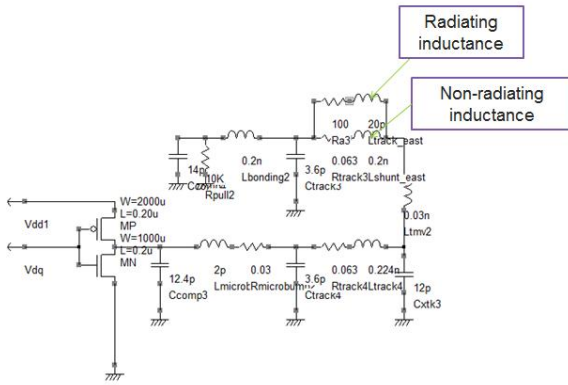 Radiating
inductance
Non-radiating
inductance
100 20p
Ra3 Ltrack_east
0.2n 3.6p 0.063 0.2n
Lbonding2 Ctrack3 Rtrack3 Lshunt_east
14p
10K
Rpull2
0.03n
Ltmv2
W=2000u
L=0.20u
Vdd1 MP
W=1000u
L=0.2u
Vdq MN
12.4p 2p 0.03 3.6p 0.063 0.224n 12p
Ccomp3 Ctrack4 Rtrack4 Ltrack4 Cxtk3